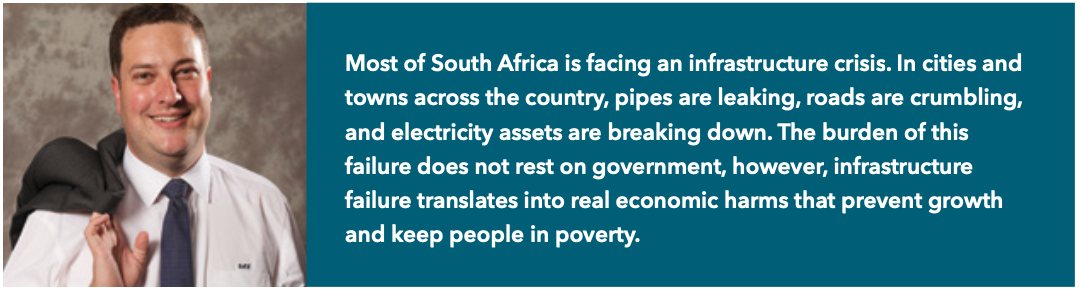 Most of South Africa is facing an infrastructure crisis. In cities and
towns across the country, pipes are leaking, roads are crumbling,
and electricity assets are breaking down. The burden of this
failure does not rest on government, however, infrastructure
failure translates into real economic harms that prevent growth
and keep people in poverty.